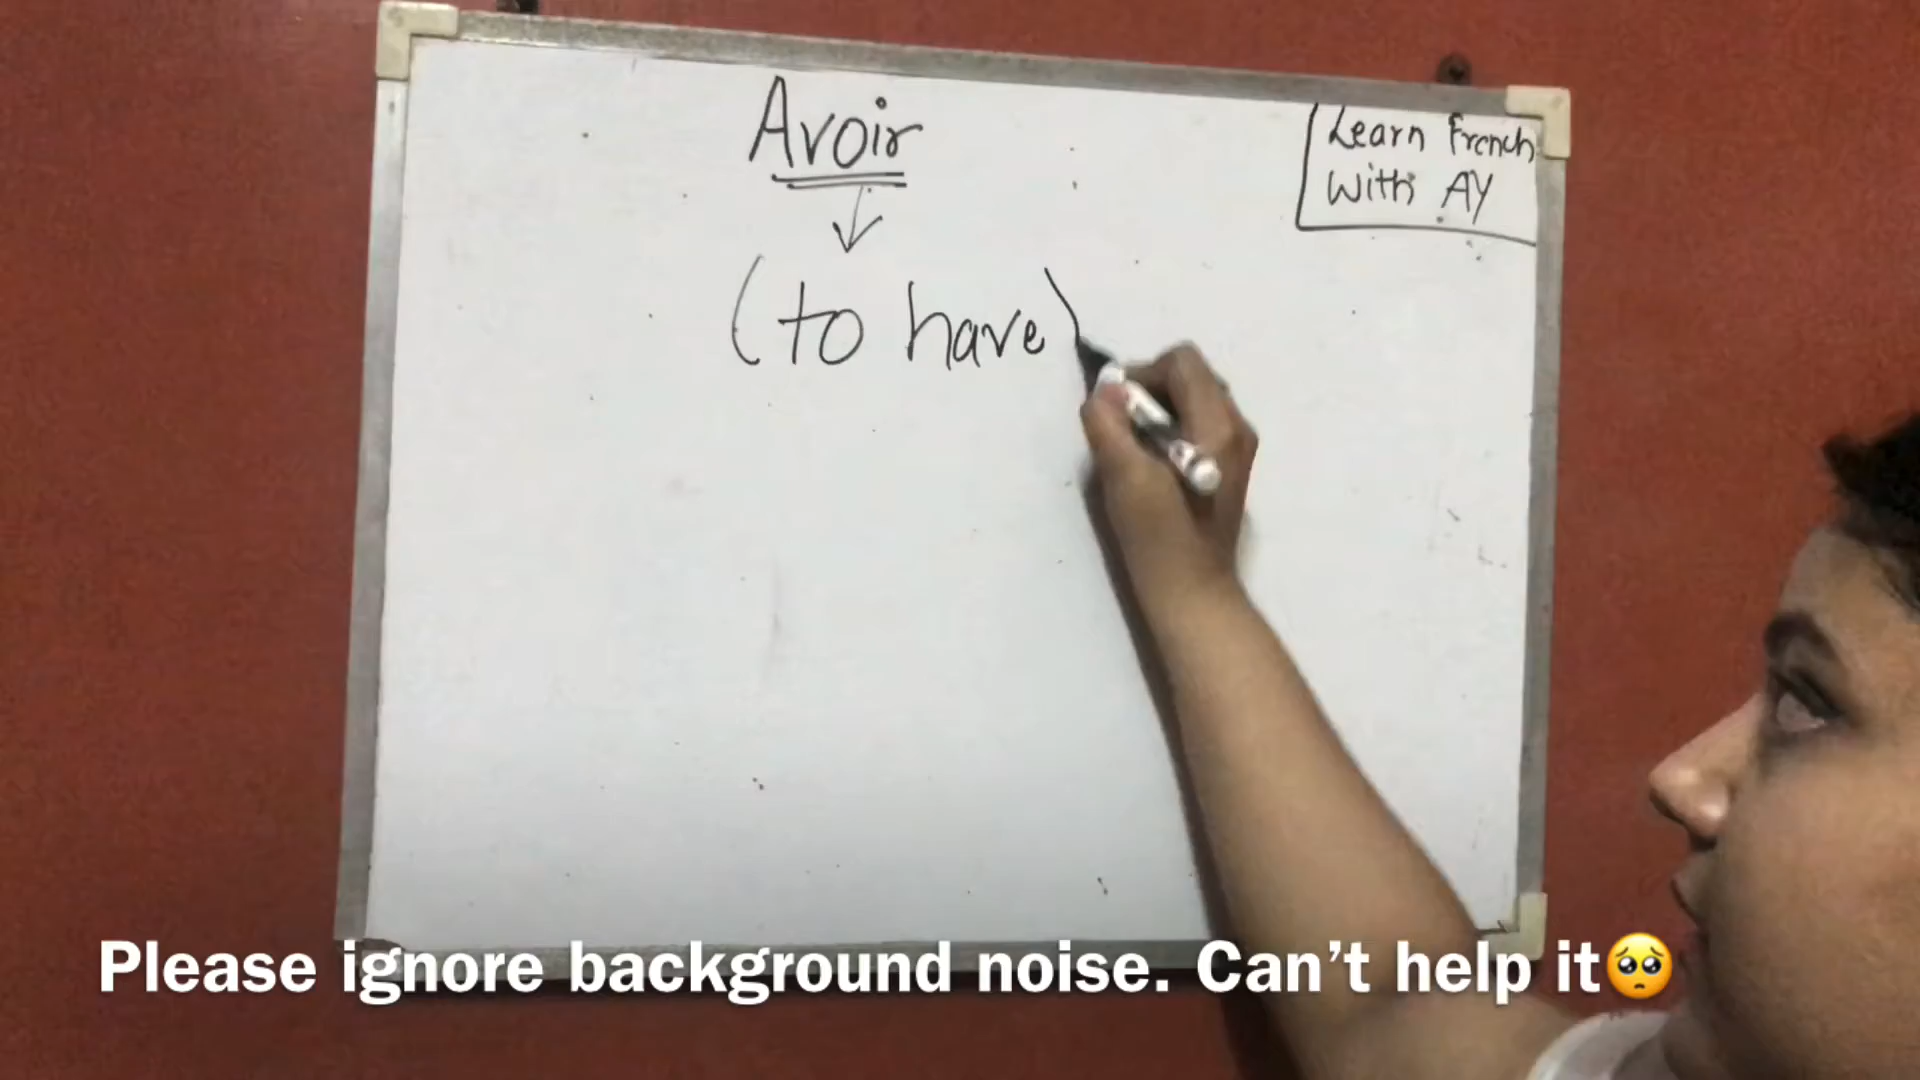 Avoir
(to have)
Learn French
With AY
Please ignore background noise. Can't help it🥺